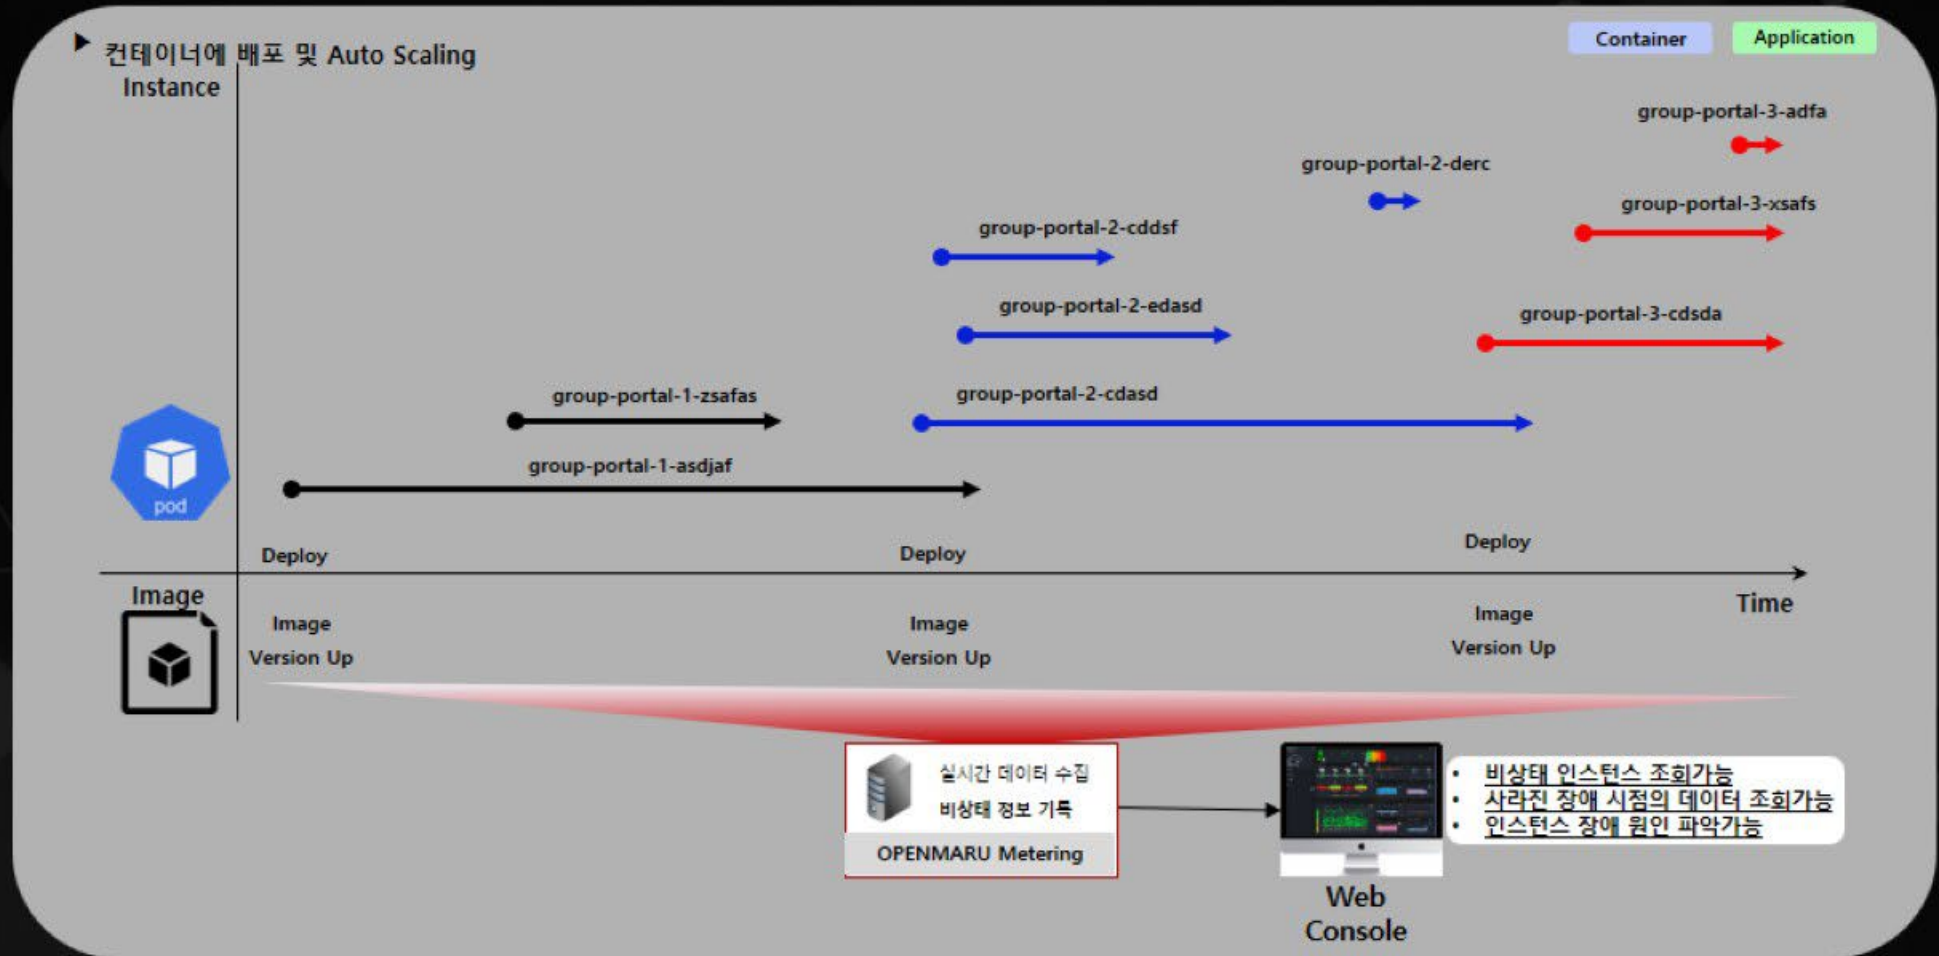 컨테이너에 배포 및 Auto Scaling
Container
Application
Instance
group-portal-3-adfa
group-portal-2-derc
group-portal-3-xsafs
group-portal-2-cddsf
group-portal-2-edasd
group-portal-3-cdsda
group-portal-1-zsafas
group-portal-2-cdasd
group-portal-1-asdjaf
pod
Deploy
Deploy
Deploy
Image
Time
Image
Version Up
Image
Version Up
Image
Version Up
실시간 데이터 수집
비상태 정보 기록
OPENMARU Metering
• 비상태 인스턴스 조회가능
• 사라진 장애 시점의 데이터 조회가능
• 인스턴스 장애 원인 파악가능
Web
Console